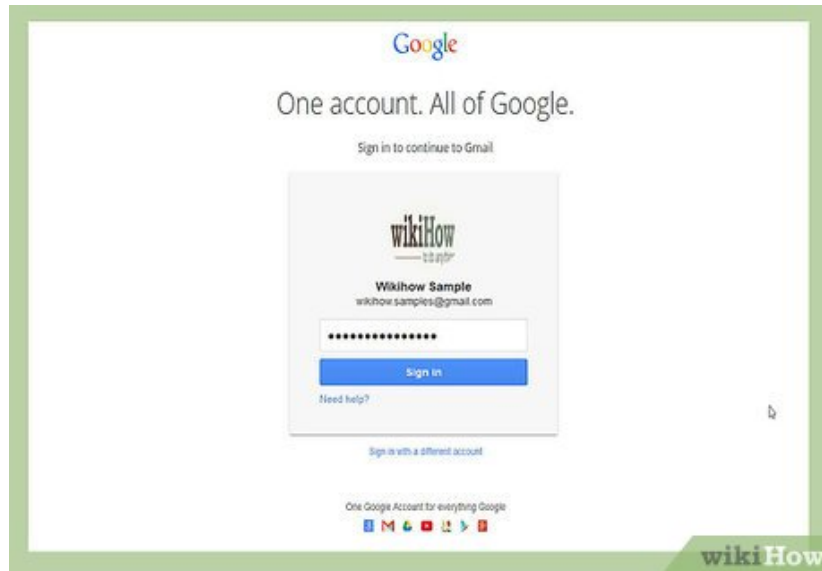 Google
One account. All of Google.
Sign in to continue to Gmail
wikiHow
Wikihow Sample
wikihow.samples@gmail.com
•••••••••••••••
Sign in
Need help?
Sign in with a different account
One Google Account for everything Google
wikiHow